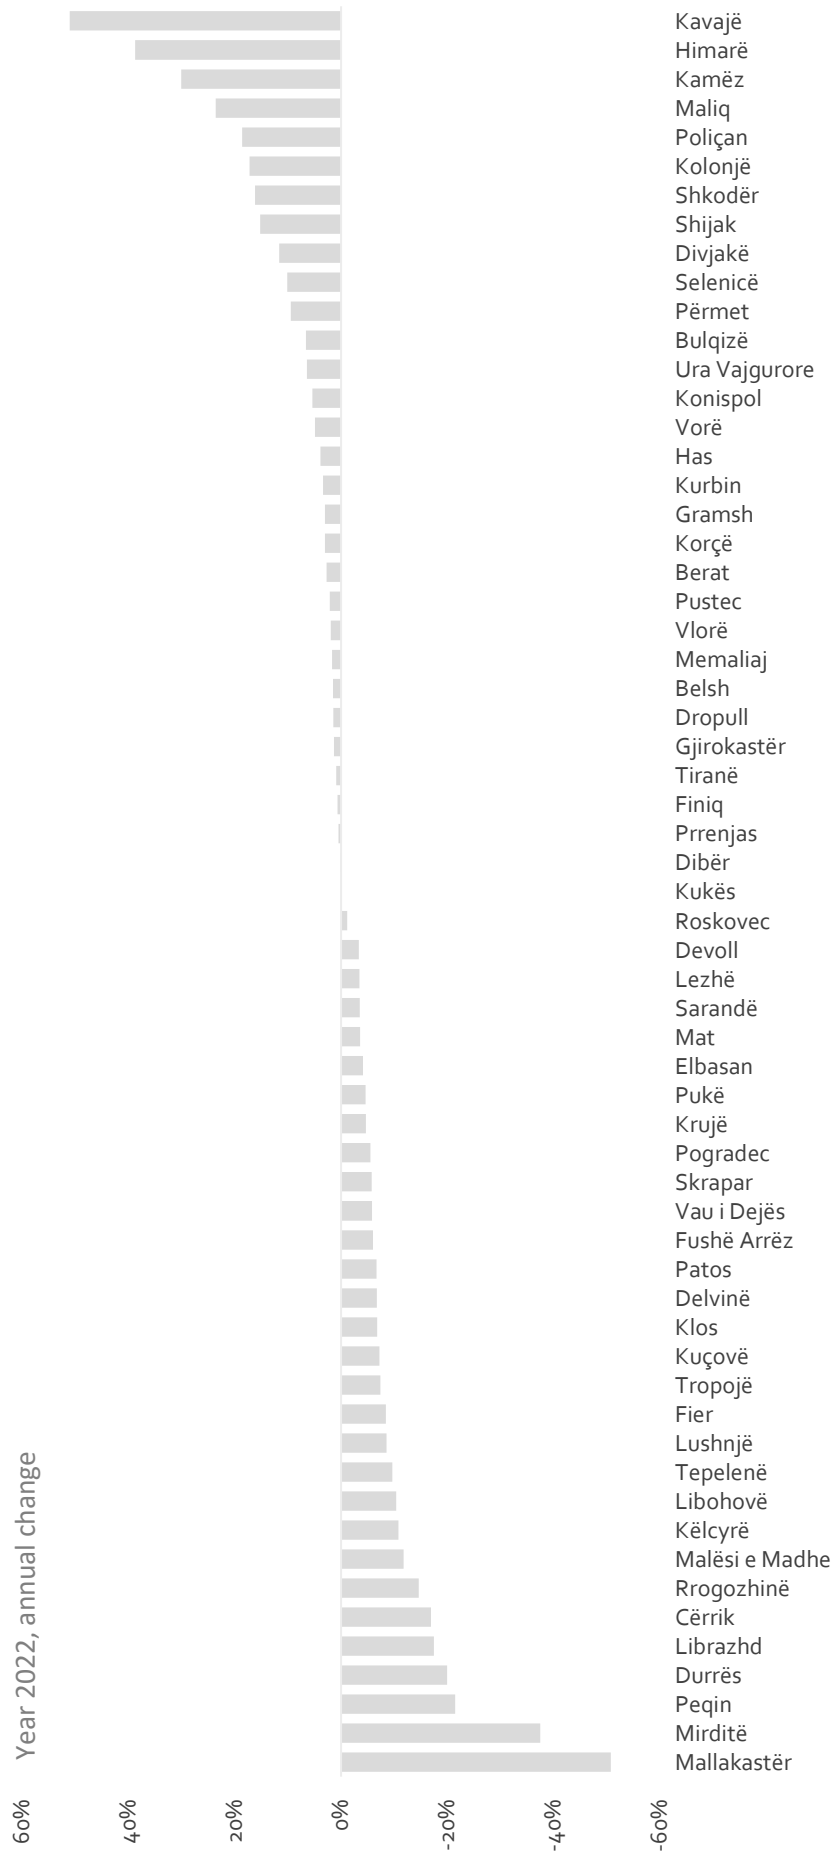 Kavajë
Himarë
Kamëz
Maliq
Poliçan
Kolonjë
Shkodër
Shijak
Divjakë
Selenicë
Përmet
Bulqizë
Ura Vajgurore
Konispol
Vorë
Has
Kurbin
Gramsh
Korçë
Berat
Pustec
Vlorë
Memaliaj
Belsh
Dropull
Gjirokastër
Tiranë
Finiq
Prrenjas
Dibër
Kukës
Roskovec
Devoll
Lezhë
Sarandë
Mat
Elbasan
Pukë
Krujë
Pogradec
Skrapar
Vau i Dejës
Fushë Arrëz
Patos
Delvinë
Klos
Kuçovë
Tropojë
Fier
Lushnjë
Tepelenë
Libohovë
Këlcyrë
Malësi e Madhe
Rrogozhinë
Cërrik
Librazhd
Durrës
Peqin
Mirditë
Mallakastër
Year 2022, annual change
60%
40%
20%
0%
-20%
-40%
-60%